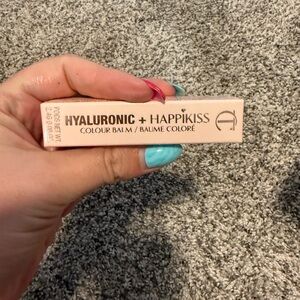 HYALURONIC + HAPPIKISS
COLOUR BALM / BAUME COLORÉ